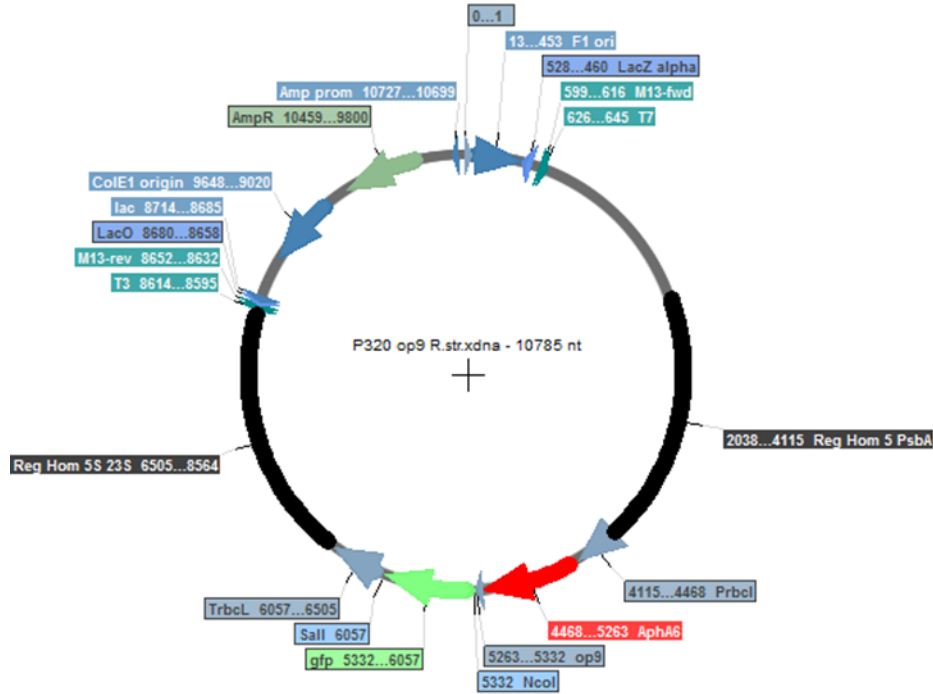 0...1
13...453 F1 ori
528...460 LacZ alpha
Amp prom 10727...10699
599...616 M13-fwd
AmpR 10459...9800
626...645 T7
ColE1 origin 9648...9020
lac 8714...8685
LacO 8680...8658
M13-rev 8652...8632
T3 8614...8595
P320 op9 R.str.xdna - 10785 nt
2038...4115 Reg Hom 5 PsbA
Reg Hom 5S 23S 6505...8564
4115...4468 Prbcl
TrbcL 6057...6505
SalI 6057
4468...5263 AphA6
gfp 5332...6057
5263...5332 op9
5332 NcoI